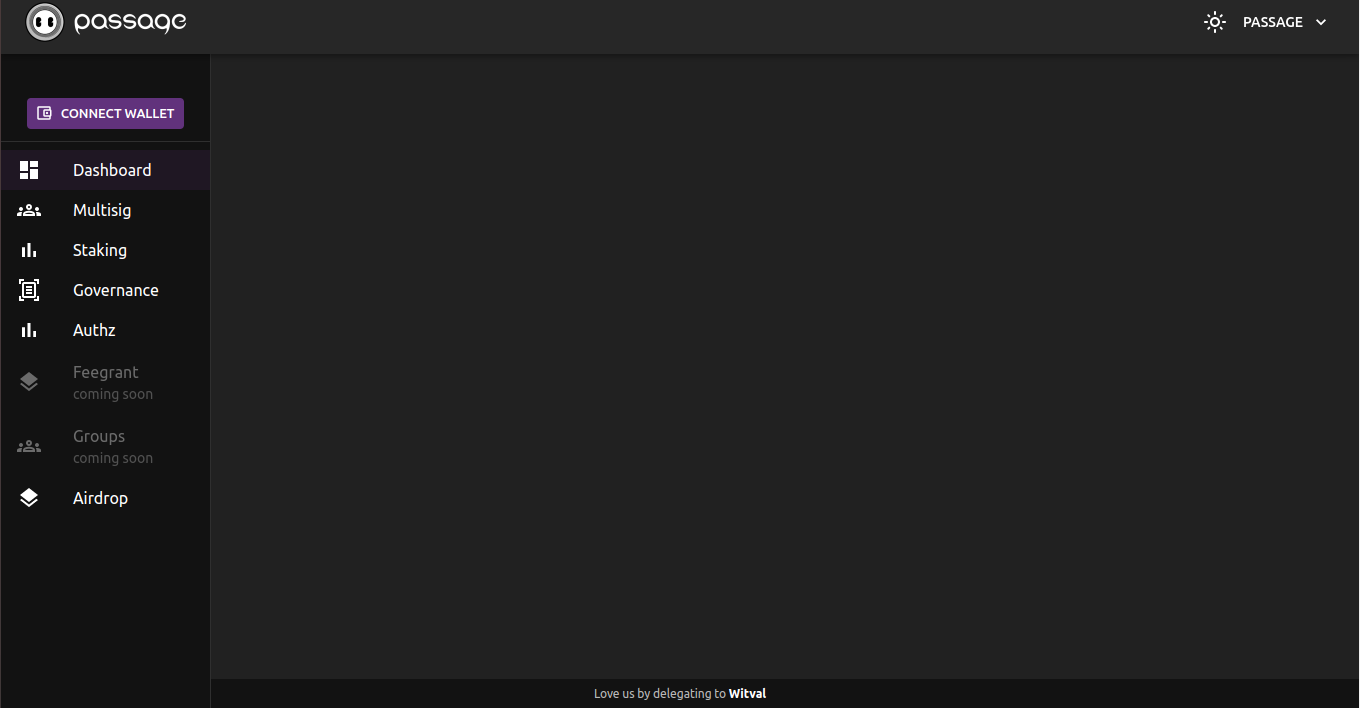 passage
PASSAGE
CONNECT WALLET
Dashboard
Multisig
Staking
Governance
Authz
Feegrant
coming soon
Groups
coming soon
Airdrop
Love us by delegating to Witval